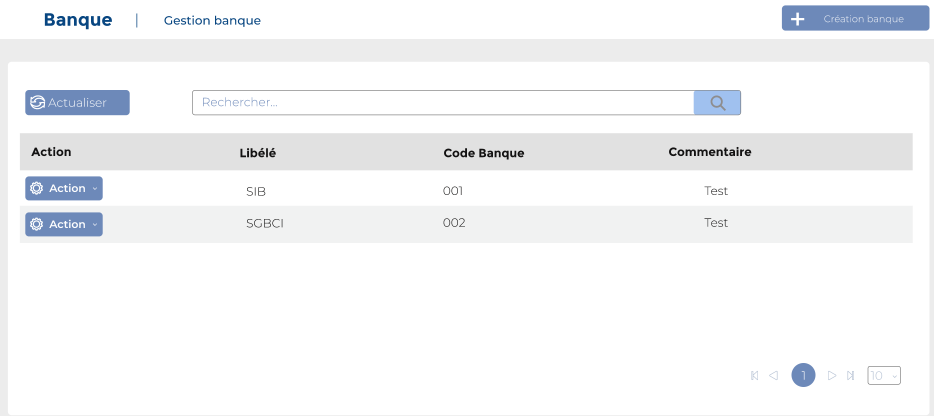 Banque | Gestion banque
Création banque
Actualiser
Rechercher...
Action Libélé Code Banque Commentaire
Action SIB 001 Test
Action SGBCI 002 Test
1 10